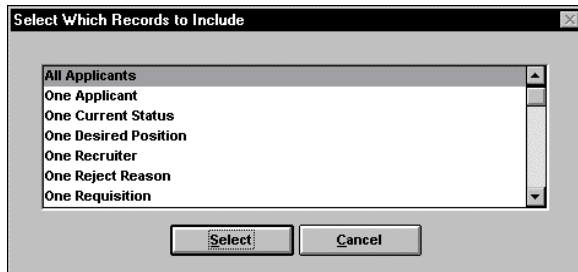 Select Which Records to Include
All Applicants
One Applicant
One Current Status
One Desired Position
One Recruiter
One Reject Reason
One Requisition
Select
Cancel